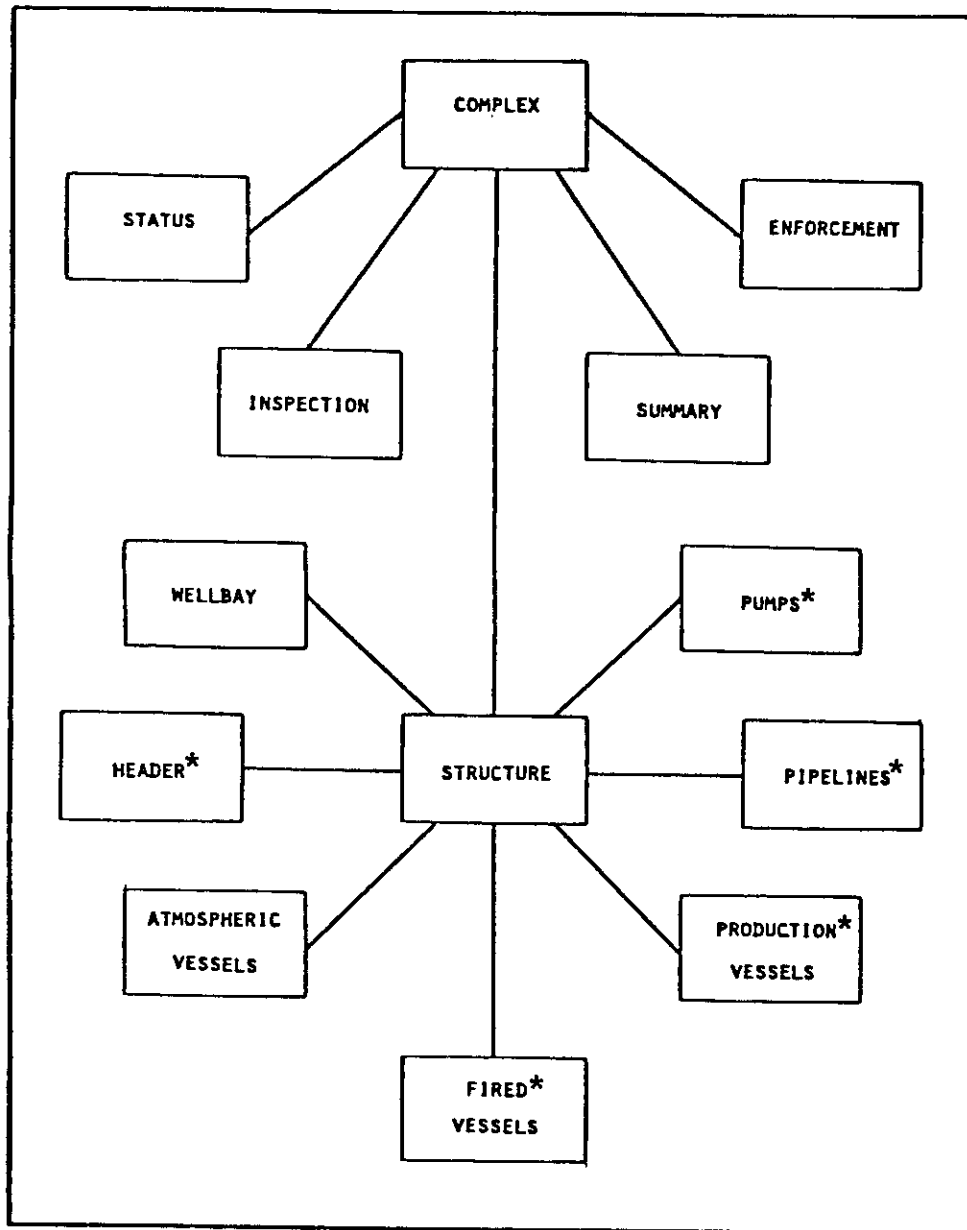 COMPLEX
STATUS
ENFORCEMENT
INSPECTION
SUMMARY
WELLBAY
PUMPS*
HEADER*
STRUCTURE
PIPELINES*
ATMOSPHERIC
VESSELS
PRODUCTION*
VESSELS
FIRED*
VESSELS